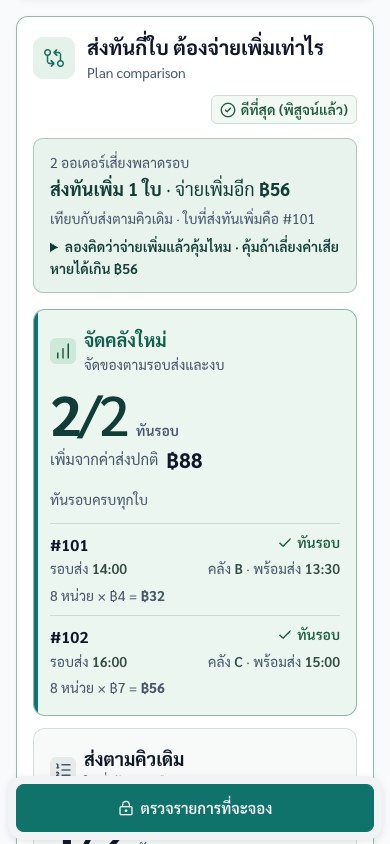 ส่งทันกี่ใบ ต้องจ่ายเพิ่มเท่าไร
Plan comparison
ดีที่สุด (พิสูจน์แล้ว)
2 ออเดอร์เสี่ยงพลาดรอบ
ส่งทันเพิ่ม 1 ใบ · จ่ายเพิ่มอีก ฿56
เทียบกับส่งตามคิวเดิม · ใบที่ส่งทันเพิ่มคือ #101
ลองคิดว่าจ่ายเพิ่มแล้วคุ้มไหม · คุ้มถ้าเลี่ยงค่าเสีย
หายได้เกิน ฿56
จัดคลังใหม่
จัดของตามรอบส่งและงบ
2/2 ทันรอบ
เพิ่มจากค่าส่งปกติ ฿88
ทันรอบครบทุกใบ
#101 ทันรอบ
รอบส่ง 14:00 คลัง B · พร้อมส่ง 13:30
8 หน่วย × ฿4 = ฿32
#102 ทันรอบ
รอบส่ง 16:00 คลัง C · พร้อมส่ง 15:00
8 หน่วย × ฿7 = ฿56
ส่งตามคิวเดิม
ตรวจรายการที่จะจอง